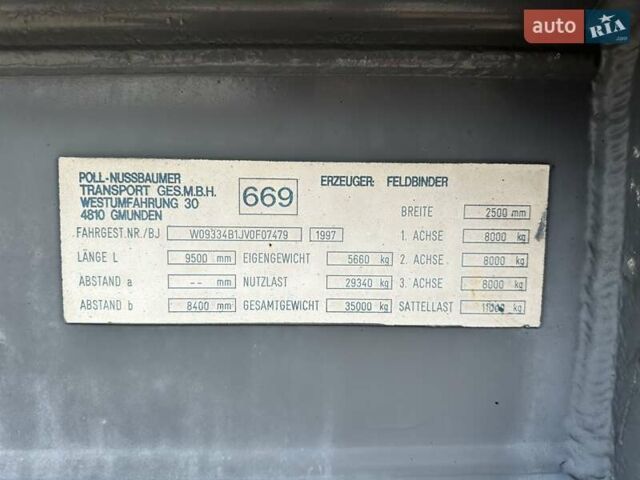 auto RIA.com
POLL-NUSSBAUMER
TRANSPORT GES.M.B.H.
WESTUMFAHRUNG 30
4810 GMUNDEN
669
ERZEUGER: FELDBINDER
BREITE 2500 mm
FAHRGEST.NR./BJ W09334B1JV0F07479 1997 1. ACHSE 8000 kg
LÄNGE L 9500 mm EIGENGEWICHT 5660 kg 2. ACHSE 8000 kg
ABSTAND a -- mm NUTZLAST 29340 kg 3. ACHSE 8000 kg
ABSTAND b 8400 mm GESAMTGEWICHT 35000 kg SATTELLAST 11000 kg